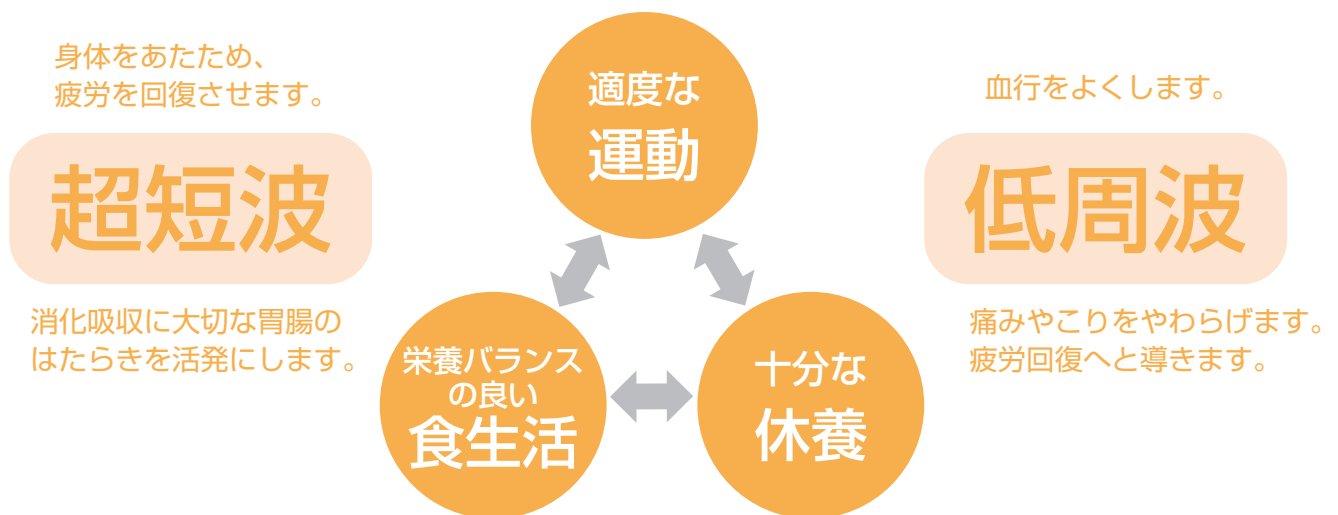 身体をあたため、
疲労を回復させます。
超短波
消化吸収に大切な胃腸の
はたらきを活発にします。
適度な
運動
栄養バランス
の良い
食生活
十分な
休養
血行をよくします。
低周波
痛みやこりをやわらげます。
疲労回復へと導きます。